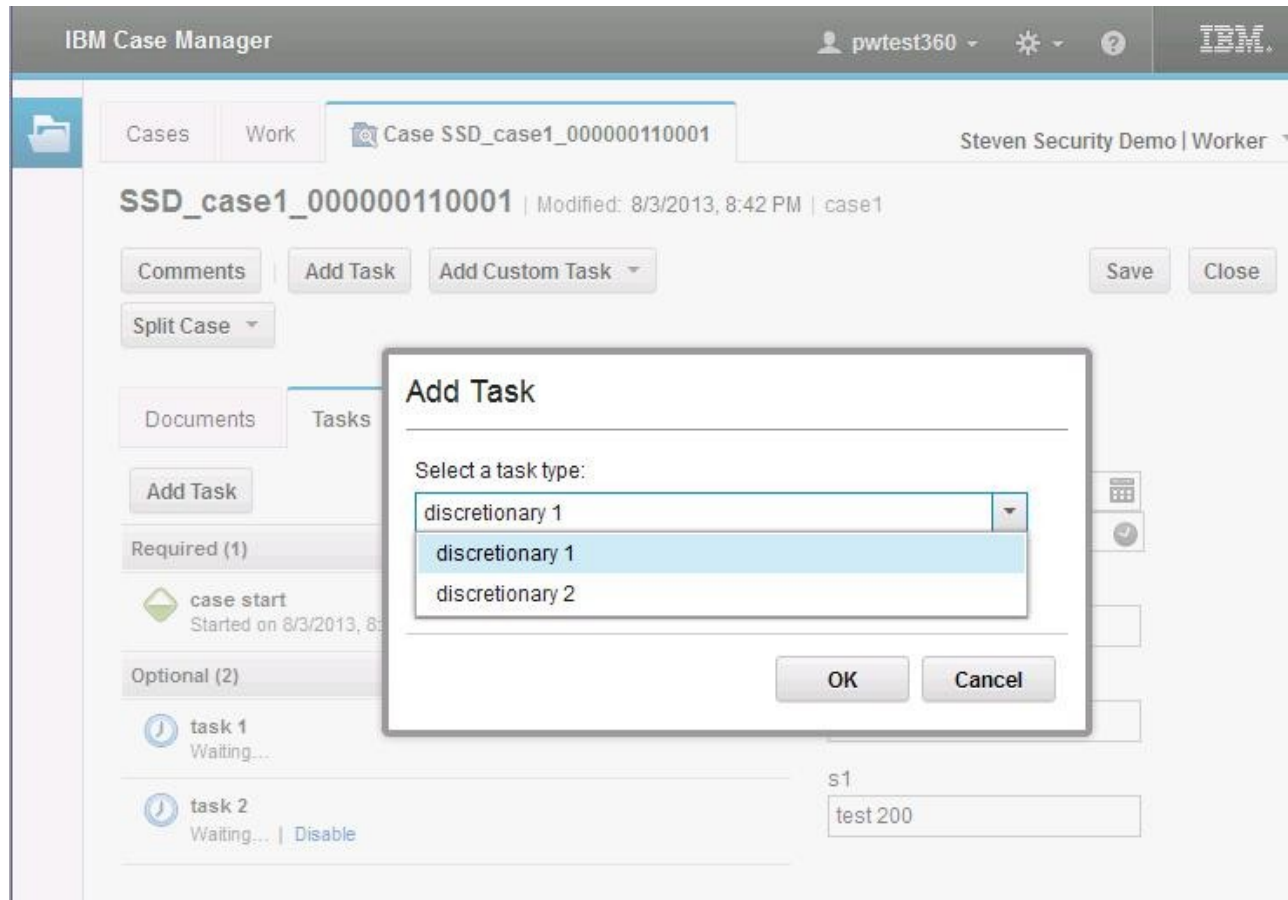 IBM Case Manager
pwtest360
?
IBM.
Cases
Work
Case SSD_case1_000000110001
Steven Security Demo | Worker
SSD_case1_000000110001 | Modified: 8/3/2013, 8:42 PM | case1
Comments
Add Task
Add Custom Task
Save
Close
Split Case
Documents
Tasks
Add Task
Required (1)
case start
Started on 8/3/2013, 8:
Optional (2)
task 1
Waiting...
task 2
Waiting... | Disable
Add Task
Select a task type:
discretionary 1
discretionary 1
discretionary 2
OK
Cancel
s1
test 200